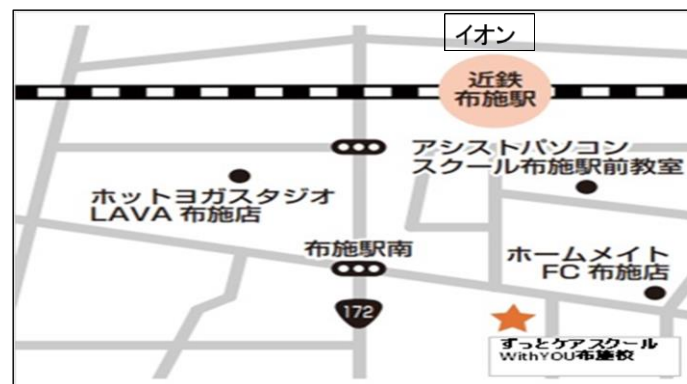 イオン
近鉄
布施駅
アシストパソコン
スクール布施駅前教室
ホットヨガスタジオ
LAVA 布施店
布施駅南
ホームメイト
FC 布施店
172
ずっとケアスクール
WithYOU布施校